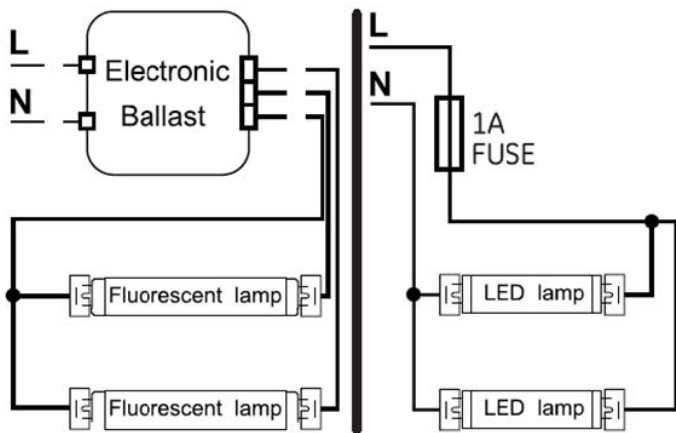 L
N
Electronic
Ballast
Fluorescent lamp
Fluorescent lamp
L
N
1A
FUSE
LED lamp
LED lamp